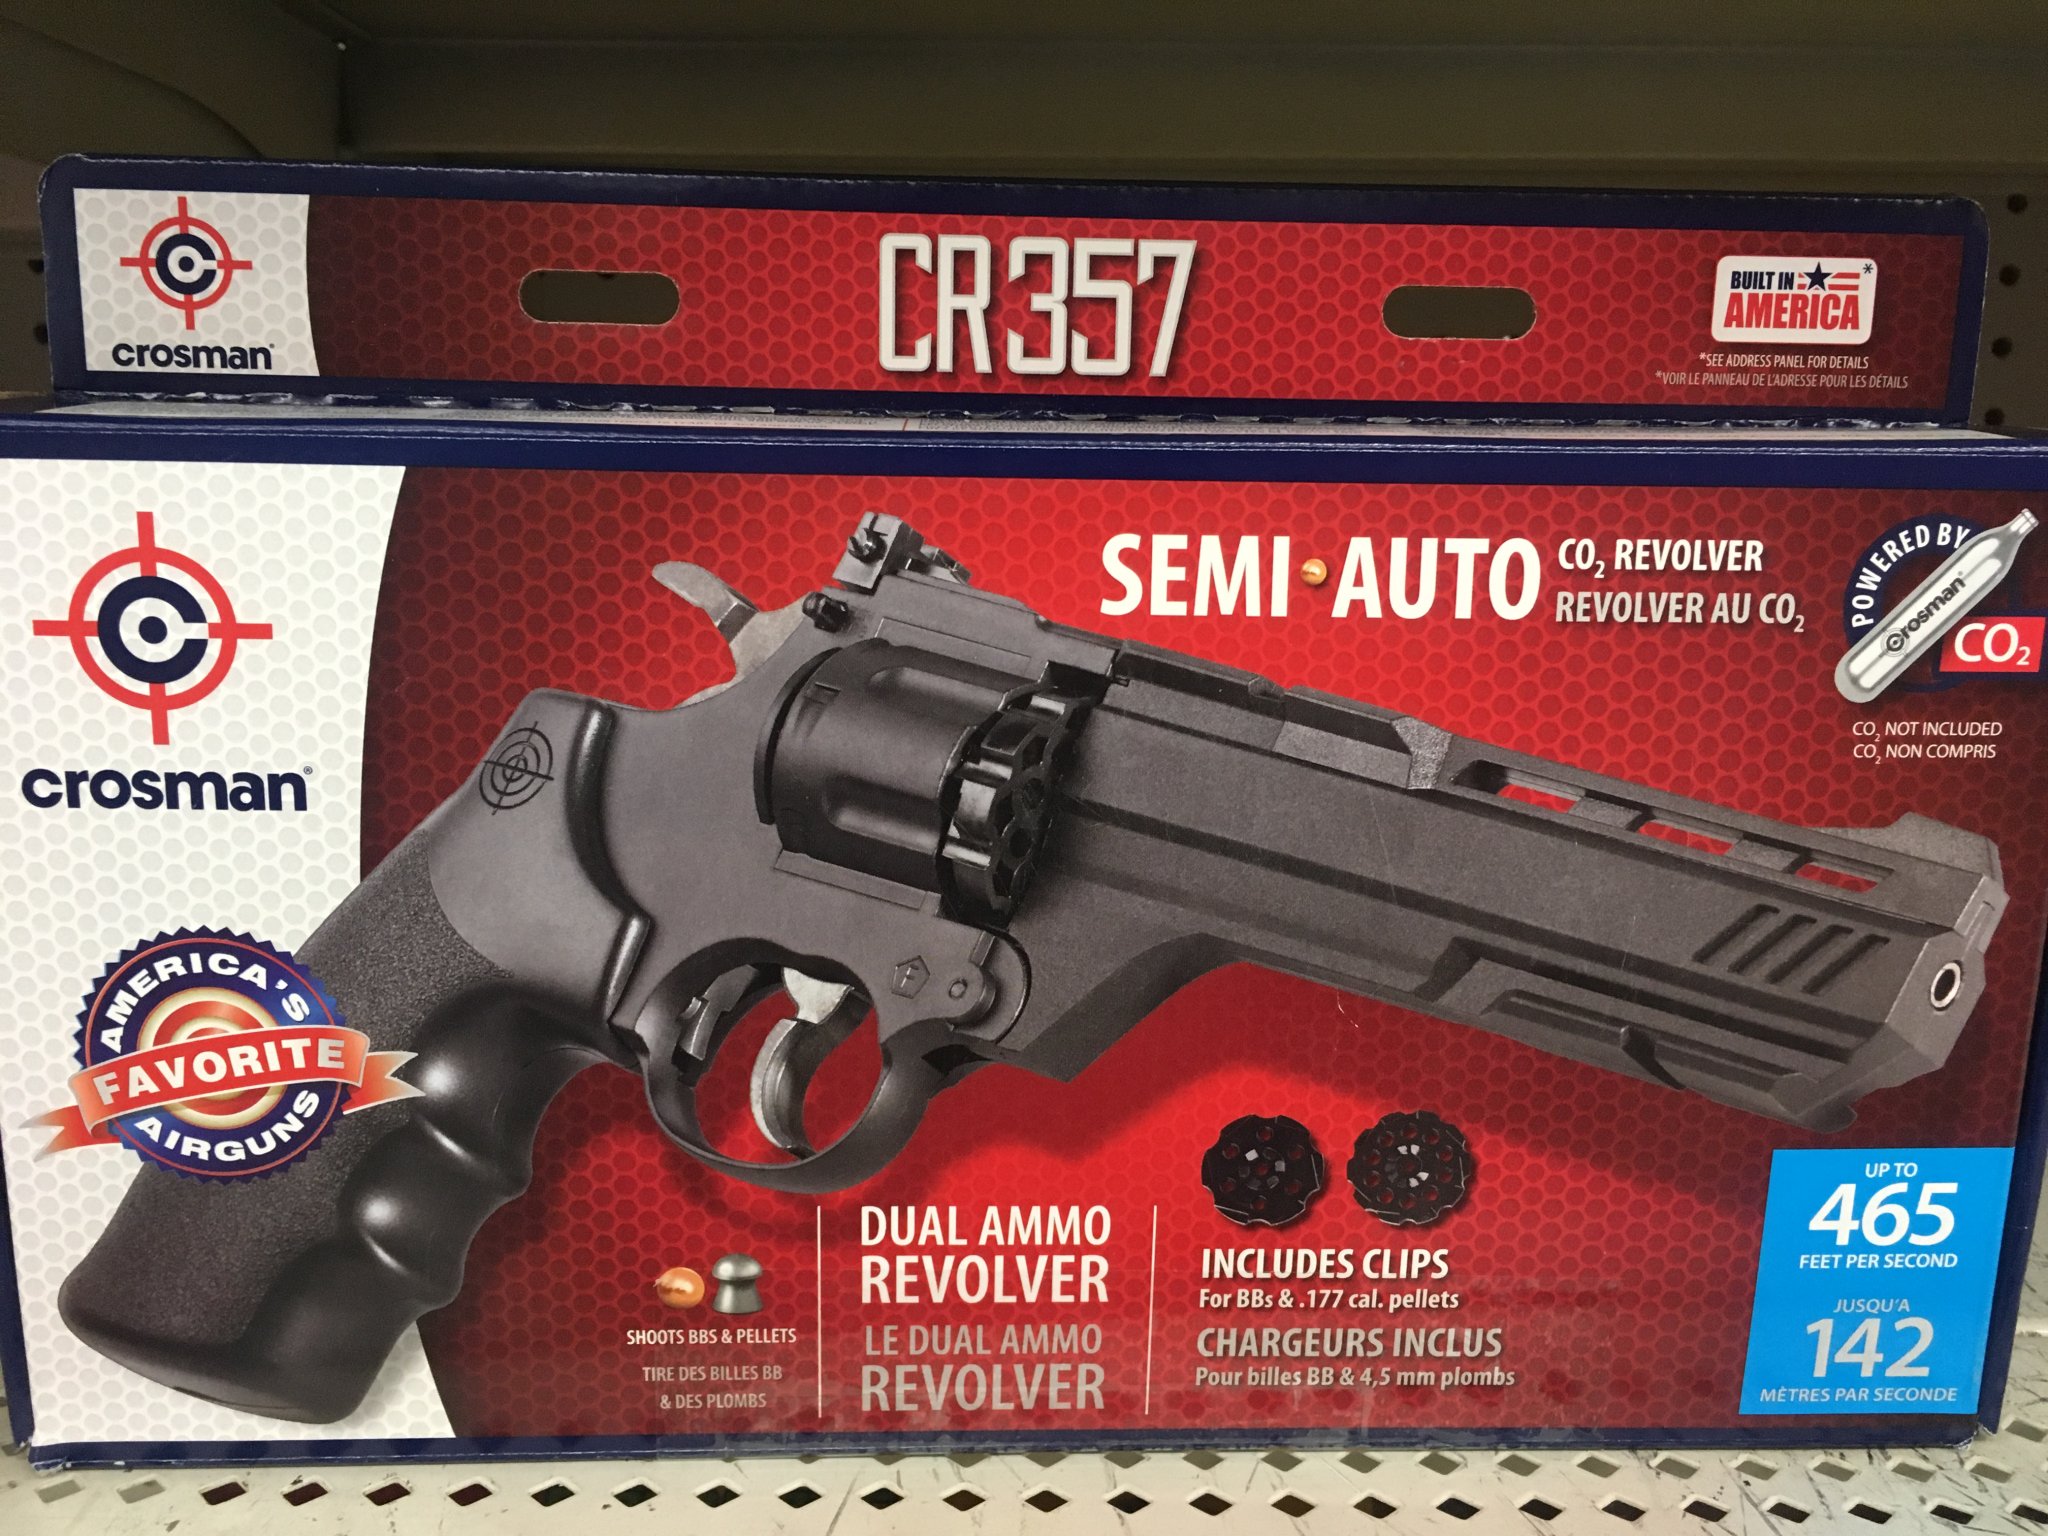 crosman®
CR357
BUILT IN
AMERICA*
*SEE ADDRESS PANEL FOR DETAILS
*VOIR LE PANNEAU DE L'ADRESSE POUR LES DÉTAILS
crosman®
SEMI•AUTO
CO₂ REVOLVER
REVOLVER AU CO₂
POWERED BY
crosman®
CO₂
CO₂ NOT INCLUDED
CO₂ NON COMPRIS
AMERICA'S
FAVORITE
AIRGUNS
F
SHOOTS BBS & PELLETS
TIRE DES BILLES BB
& DES PLOMBS
DUAL AMMO
REVOLVER
LE DUAL AMMO
REVOLVER
INCLUDES CLIPS
For BBs & .177 cal. pellets
CHARGEURS INCLUS
Pour billes BB & 4,5 mm plombs
UP TO
465
FEET PER SECOND
JUSQU'A
142
MÈTRES PAR SECONDE